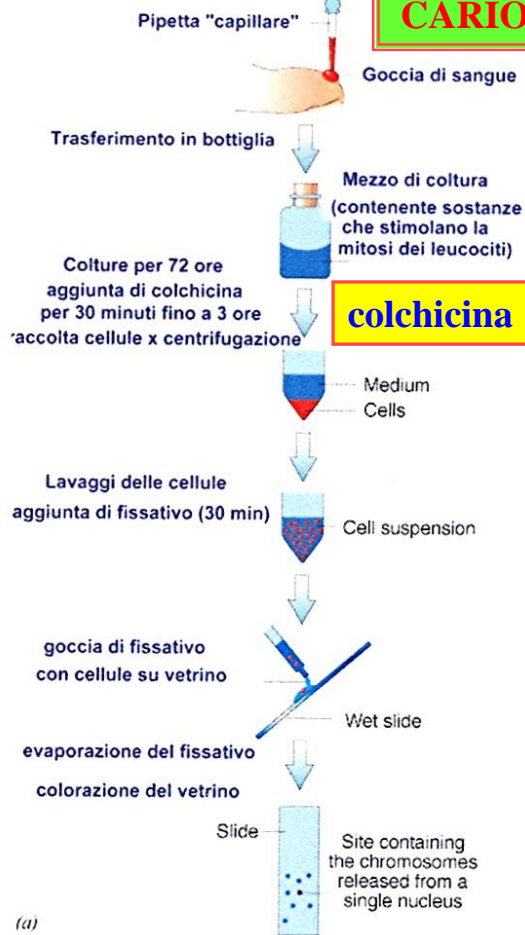 CARIO
Pipetta "capillare"
Goccia di sangue
Trasferimento in bottiglia
Mezzo di coltura
(contenente sostanze
che stimolano la
mitosi dei leucociti)
Colture per 72 ore
aggiunta di colchicina
per 30 minuti fino a 3 ore
raccolta cellule x centrifugazione
colchicina
Medium
Cells
Lavaggi delle cellule
aggiunta di fissativo (30 min)
Cell suspension
goccia di fissativo
con cellule su vetrino
Wet slide
evaporazione del fissativo
colorazione del vetrino
Slide
Site containing
the chromosomes
released from a
single nucleus
(a)